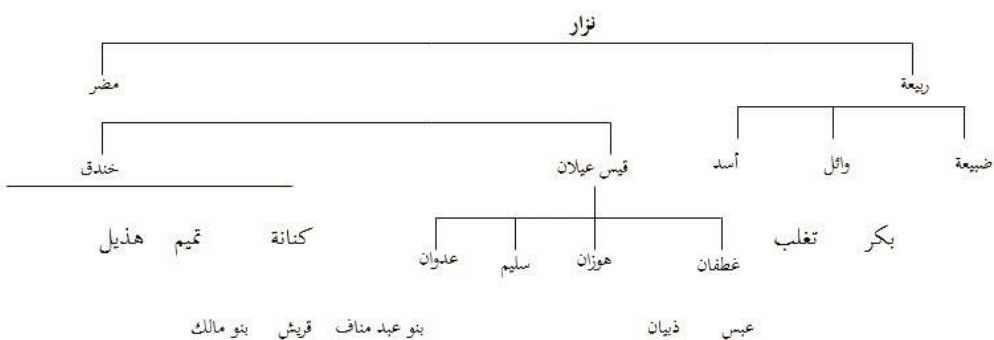 نزار
ربيعة مضر
ضبيعة وائل أسد قيس عيلان خندق
بكر تغلب كنانة تميم هذيل
غطفان هوزان سليم عدوان
عبس ذبيان بنو عبد مناف قريش بنو مالك